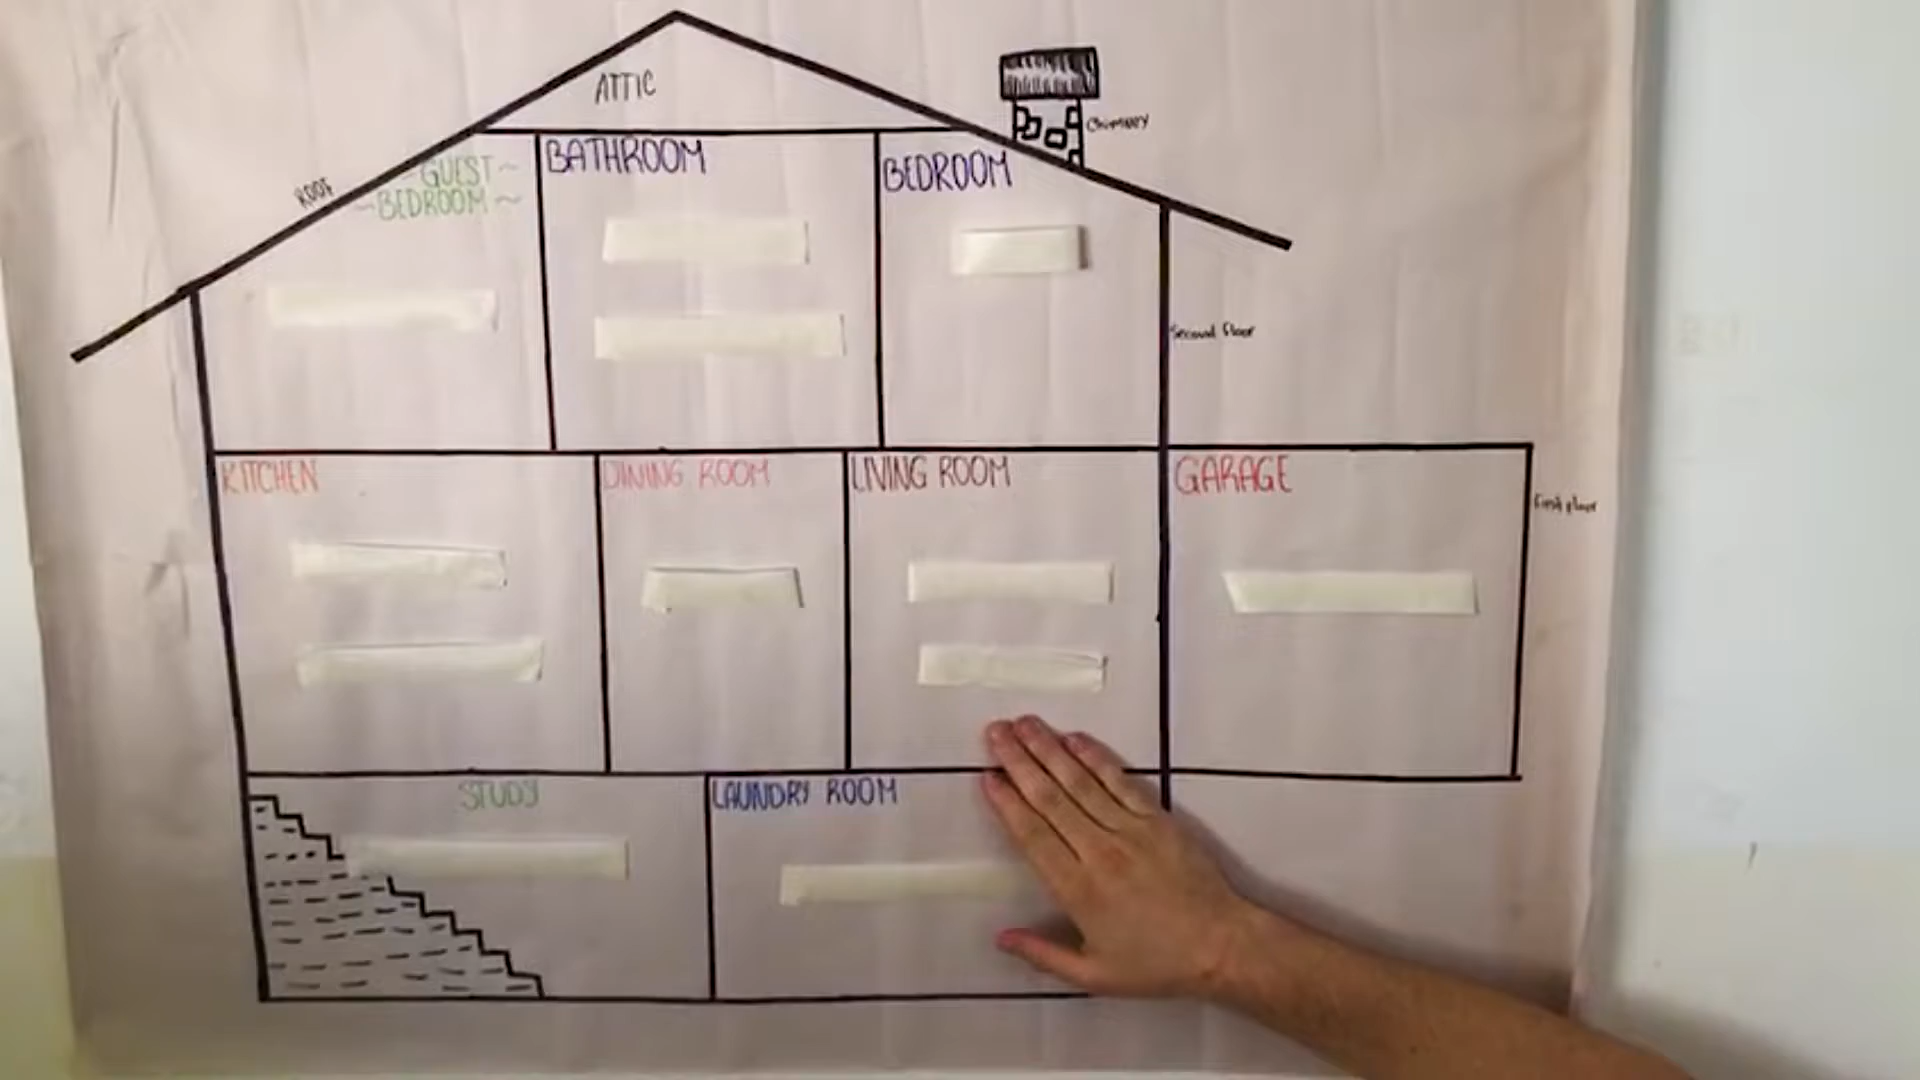 ATTIC
Chimney
ROOF
GUEST
BEDROOM
BATHROOM
BEDROOM
Second floor
KITCHEN
DINING ROOM
LIVING ROOM
GARAGE
First floor
STUDY
LAUNDRY ROOM